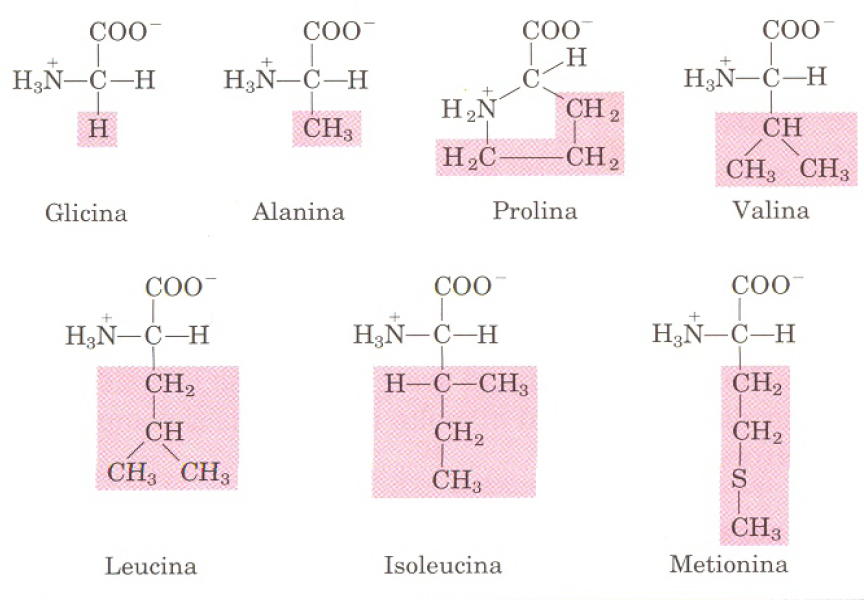 COO⁻ COO⁻ COO⁻ COO⁻
H
H₃N⁺—C—H H₃N⁺—C—H C H₃N⁺—C—H
H₂N⁺ CH₂
H CH₃ CH
H₂C CH₂
CH₃ CH₃
Glicina Alanina Prolina Valina
COO⁻ COO⁻ COO⁻
H₃N⁺—C—H H₃N⁺—C—H H₃N⁺—C—H
CH₂ H—C—CH₃ CH₂
CH CH₂ CH₂
CH₃ CH₃ CH₃ S
CH₃
Leucina Isoleucina Metionina